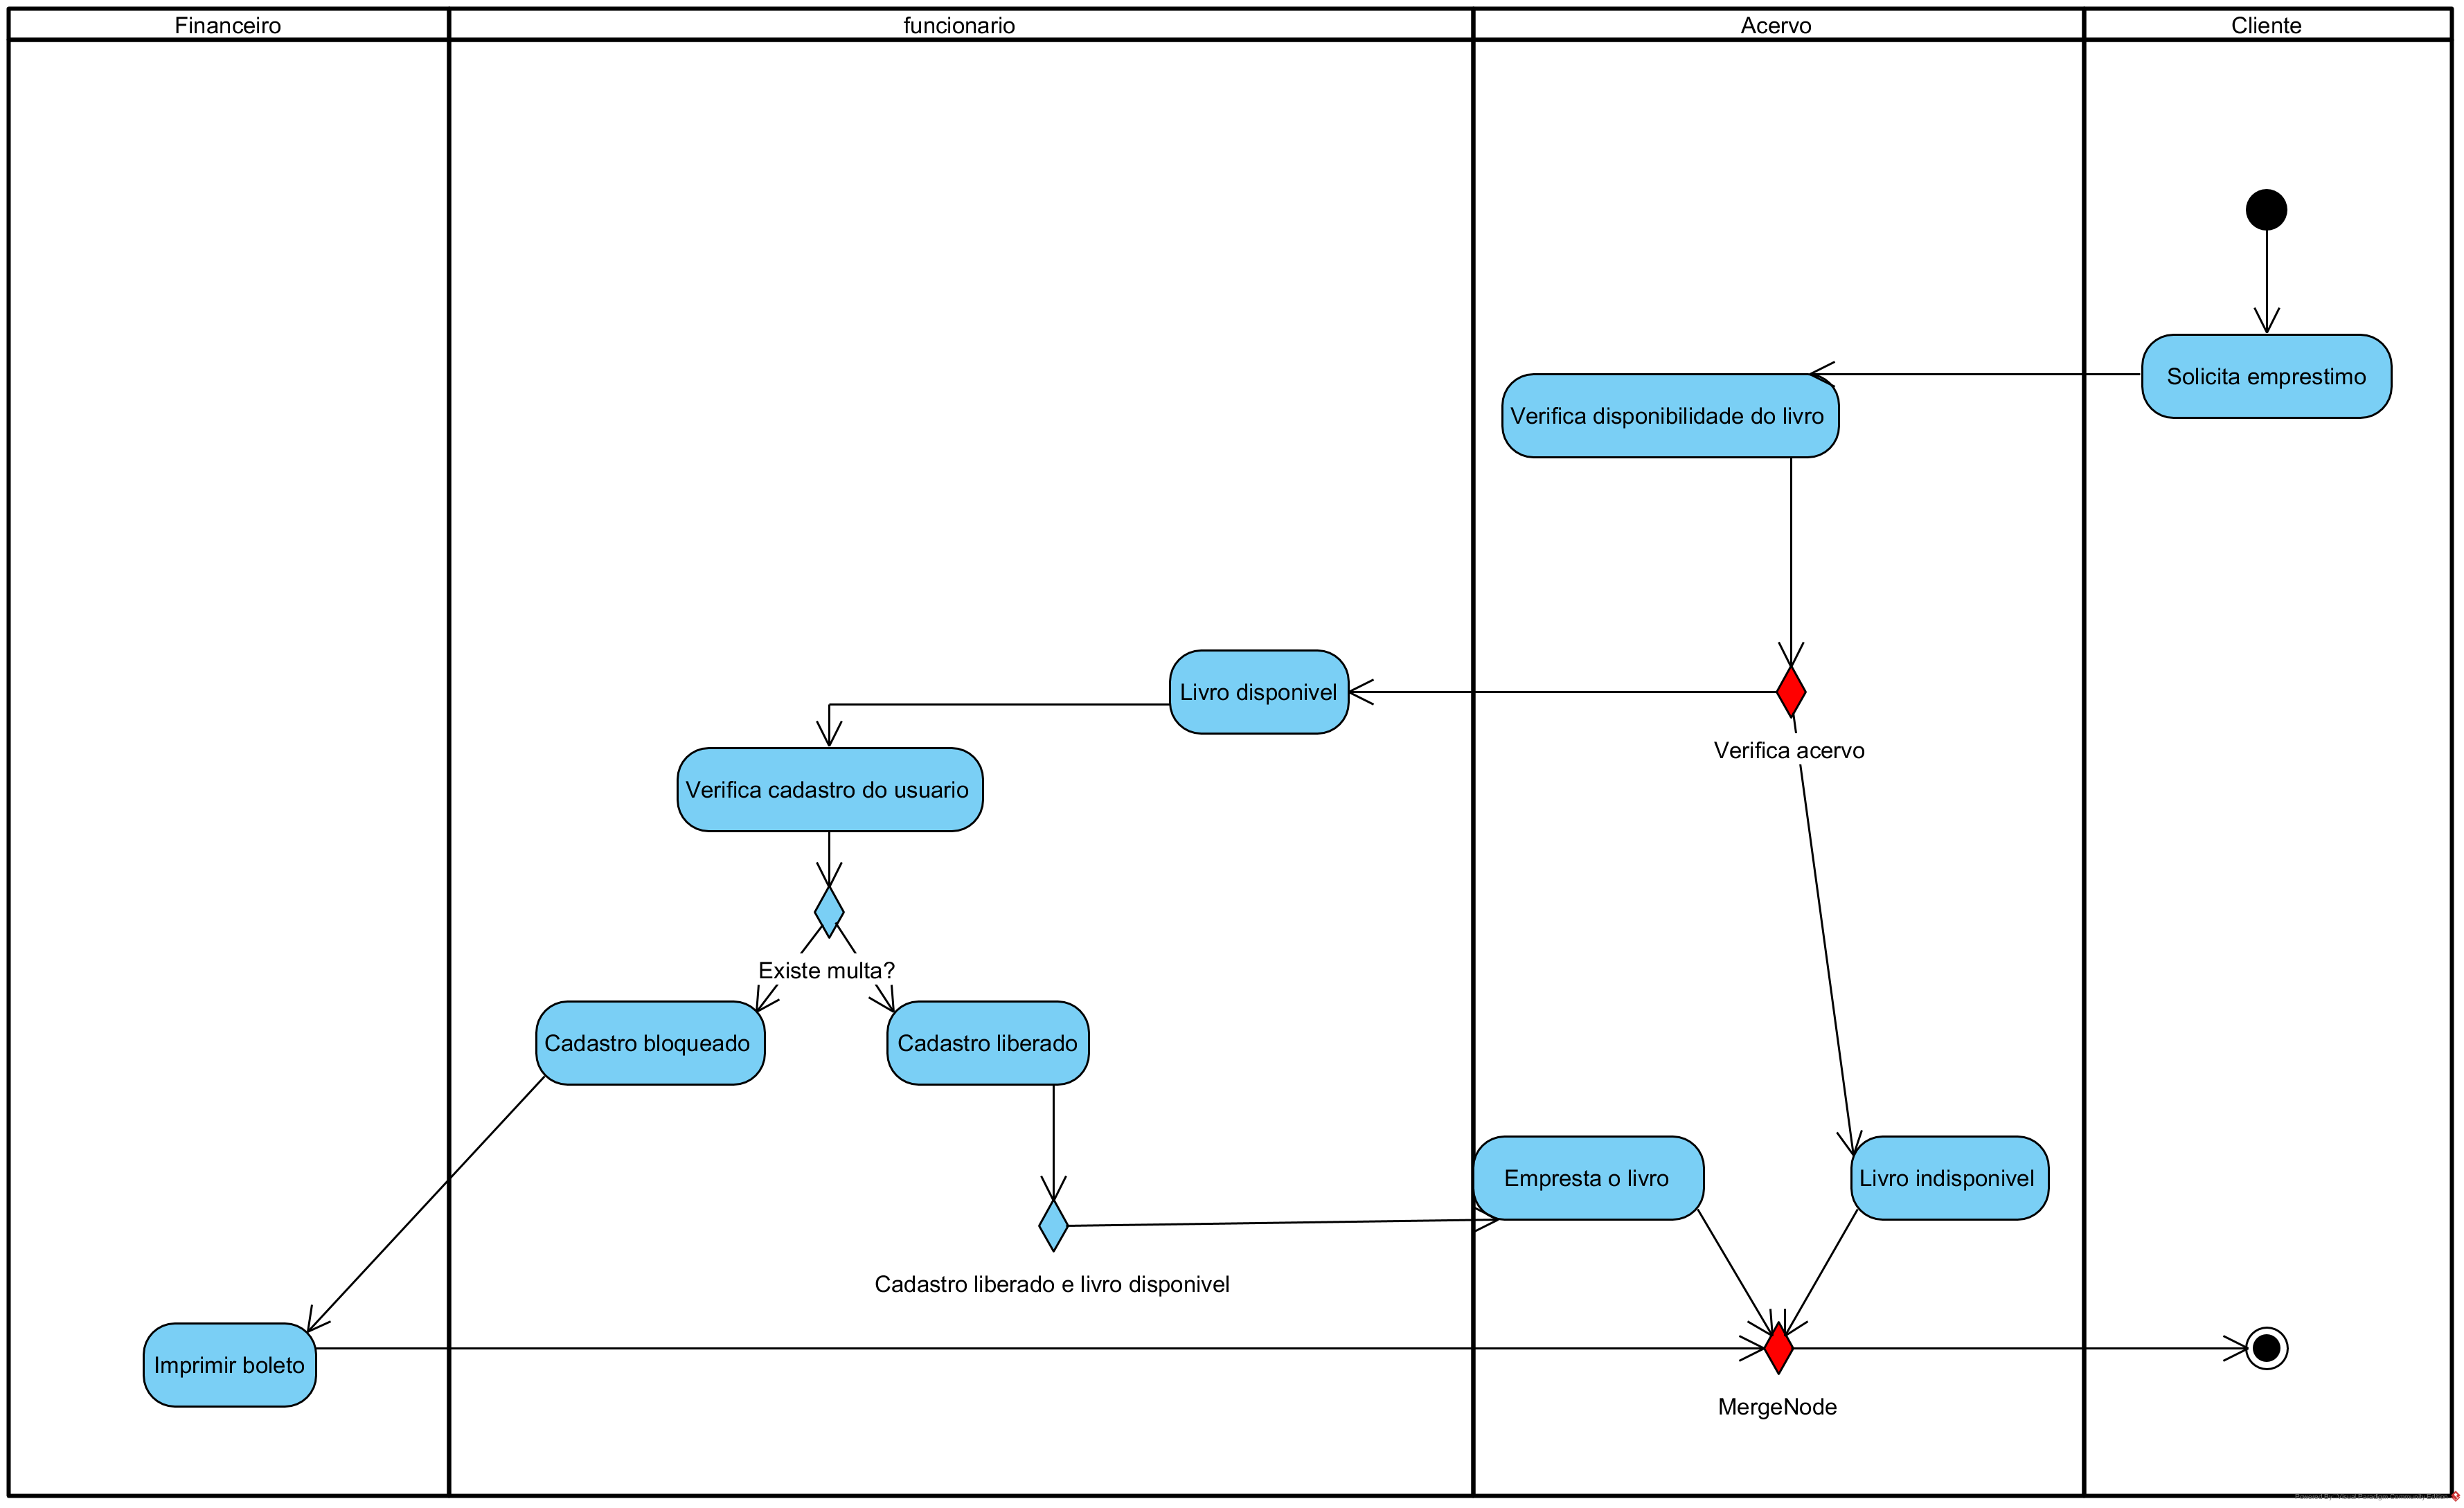 Financeiro
funcionario
Acervo
Cliente
Solicita emprestimo
Verifica disponibilidade do livro
Livro disponivel
Verifica acervo
Verifica cadastro do usuario
Existe multa?
Cadastro bloqueado
Cadastro liberado
Empresta o livro
Livro indisponivel
Cadastro liberado e livro disponivel
Imprimir boleto
MergeNode